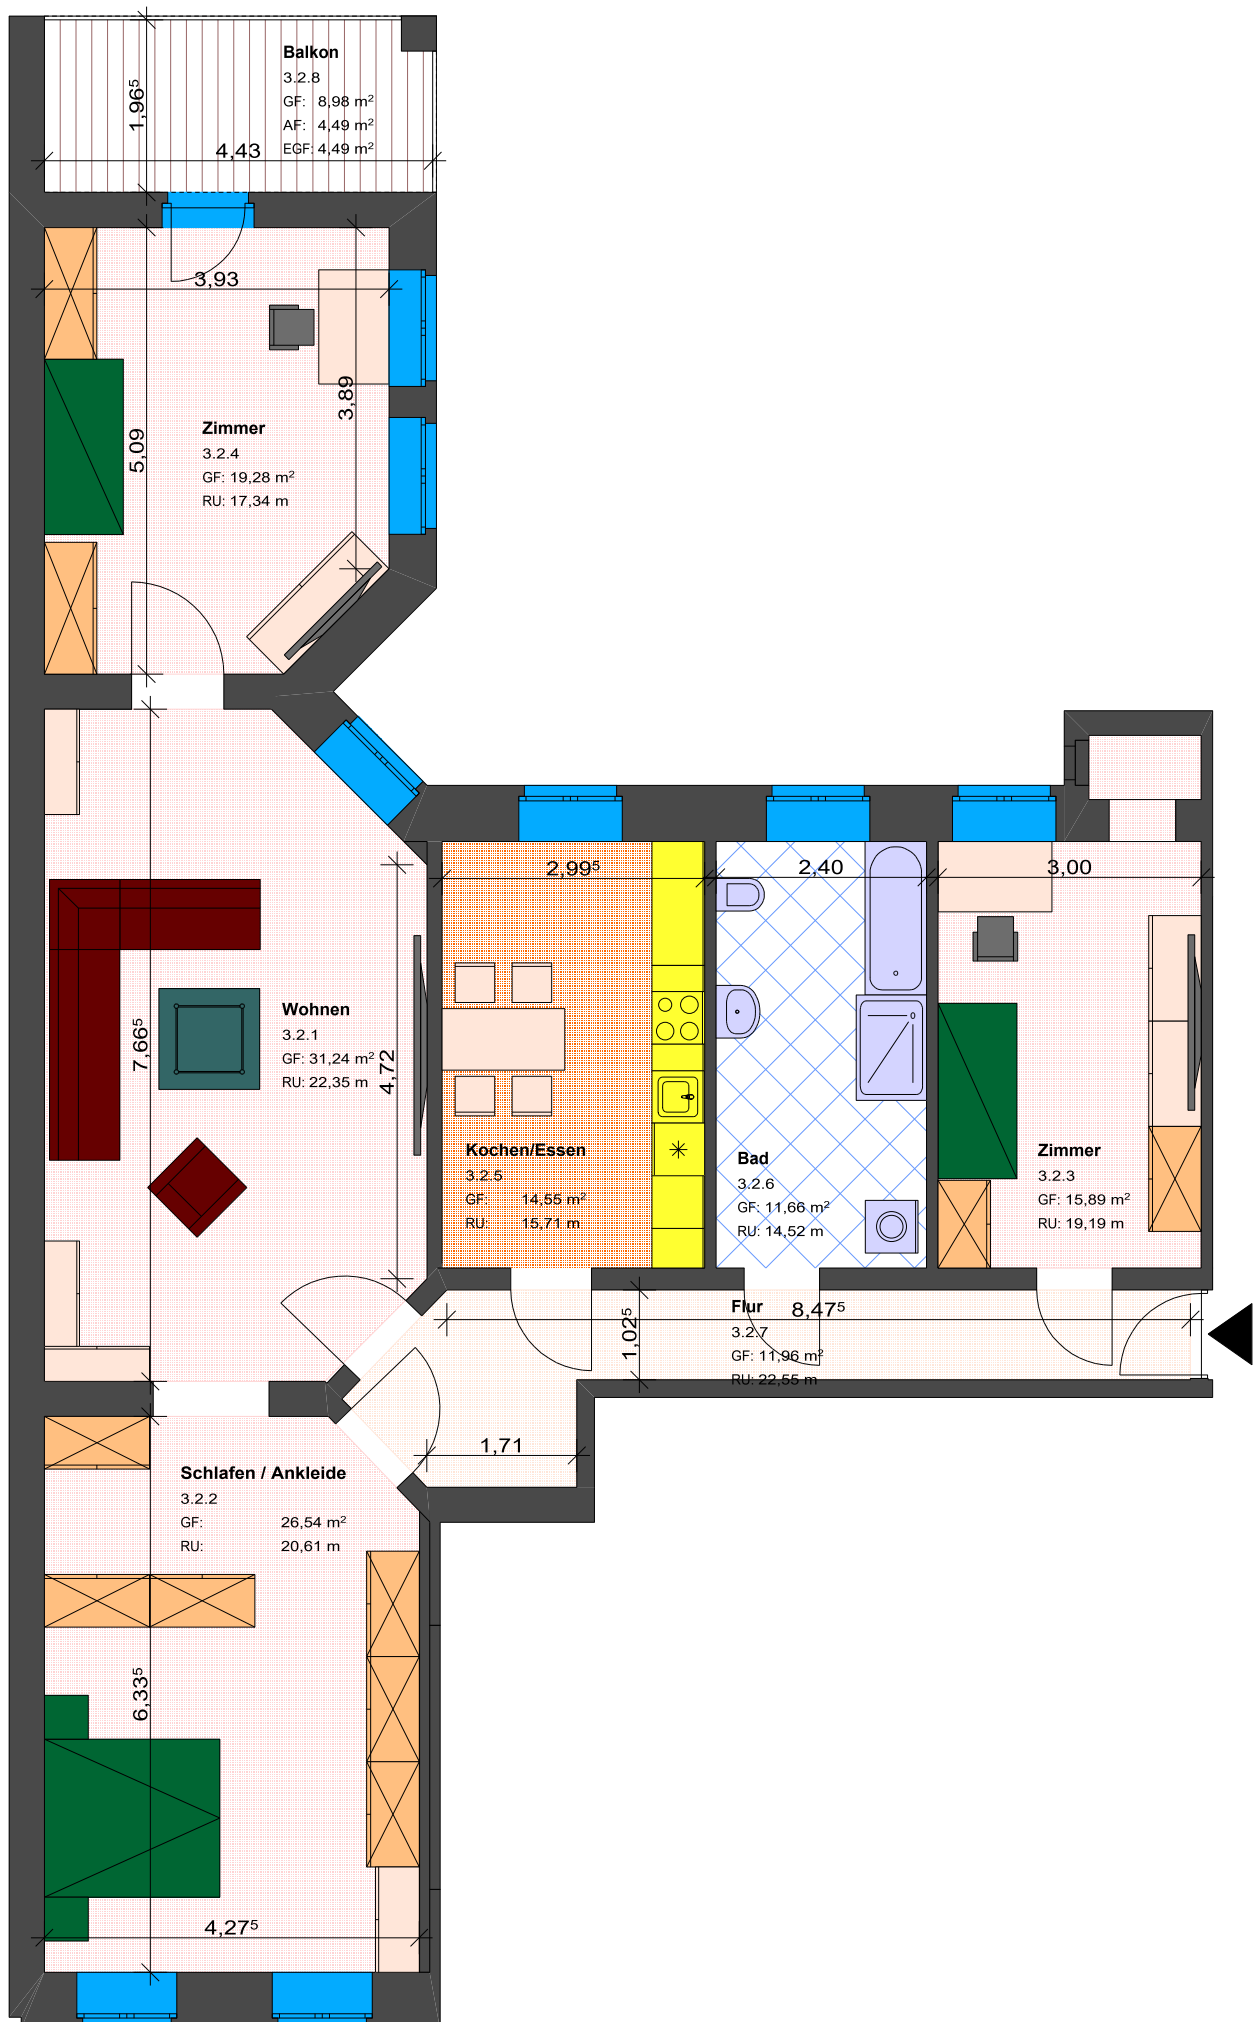 Balkon
3.2.8
GF: 8,98 m²
AF: 4,49 m²
EGF: 4,49 m²
1,96⁵
4,43
3,93
3,89
5,09
Zimmer
3.2.4
GF: 19,28 m²
RU: 17,34 m
2,99⁵
2,40
3,00
Wohnen
3.2.1
GF: 31,24 m²
RU: 22,35 m
7,66⁵
4,72
Kochen/Essen
3.2.5
GF: 14,55 m²
RU: 15,71 m
Bad
3.2.6
GF: 11,66 m²
RU: 14,52 m
Zimmer
3.2.3
GF: 15,89 m²
RU: 19,19 m
Flur
3.2.7
GF: 11,96 m²
RU: 22,55 m
8,47⁵
1,02⁵
1,71
Schlafen / Ankleide
3.2.2
GF: 26,54 m²
RU: 20,61 m
6,33⁵
4,27⁵